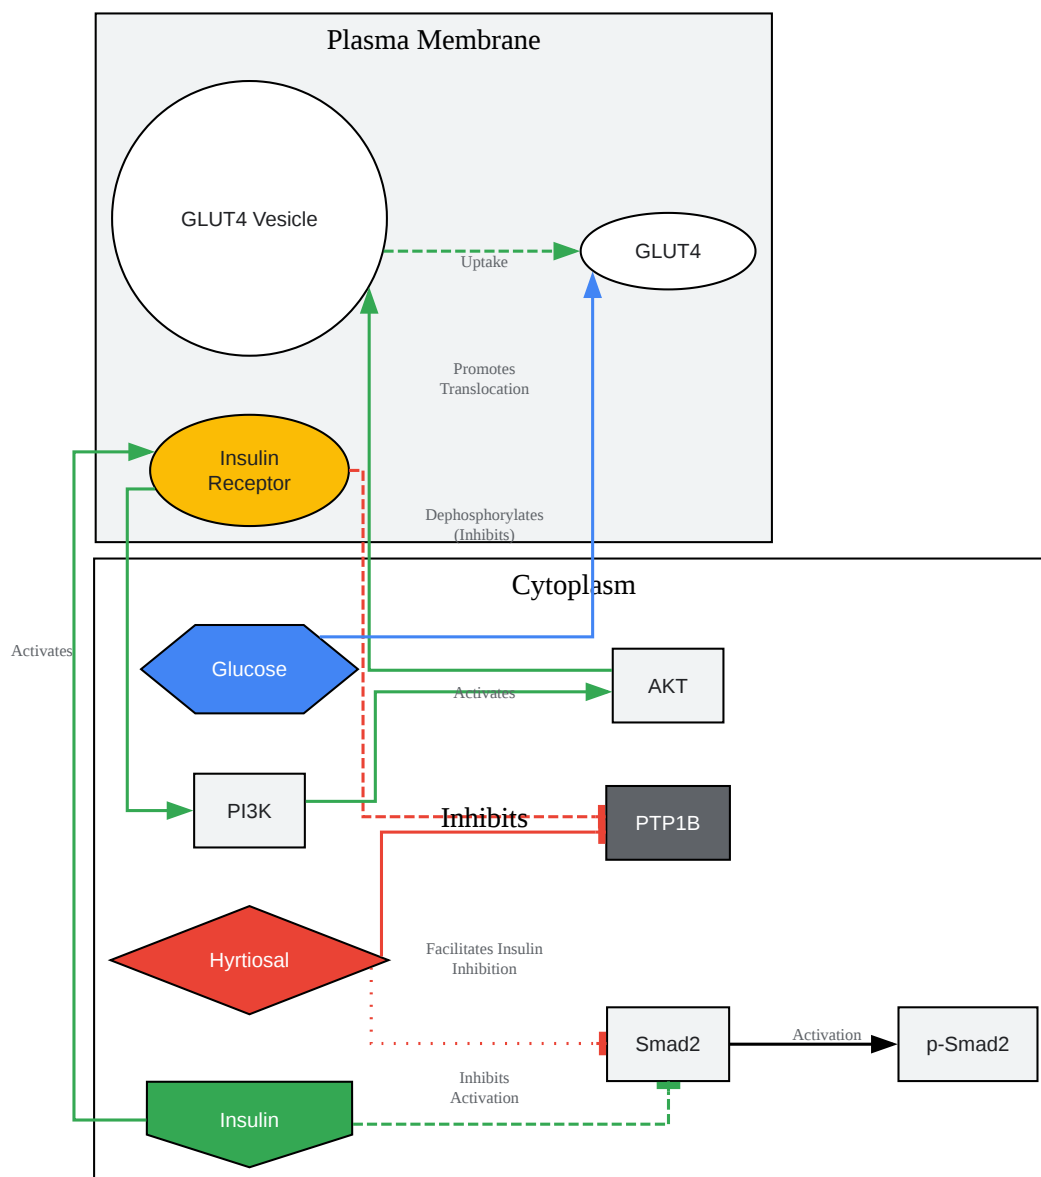 Plasma Membrane
GLUT4 Vesicle
GLUT4
Uptake
Promotes
Translocation
Insulin
Receptor
Dephosphorylates
(Inhibits)
Cytoplasm
Activates
Glucose
AKT
Activates
PI3K
Inhibits
PTP1B
Hyrtiosal
Facilitates Insulin
Inhibition
Smad2
Activation
p-Smad2
Inhibits
Activation
Insulin